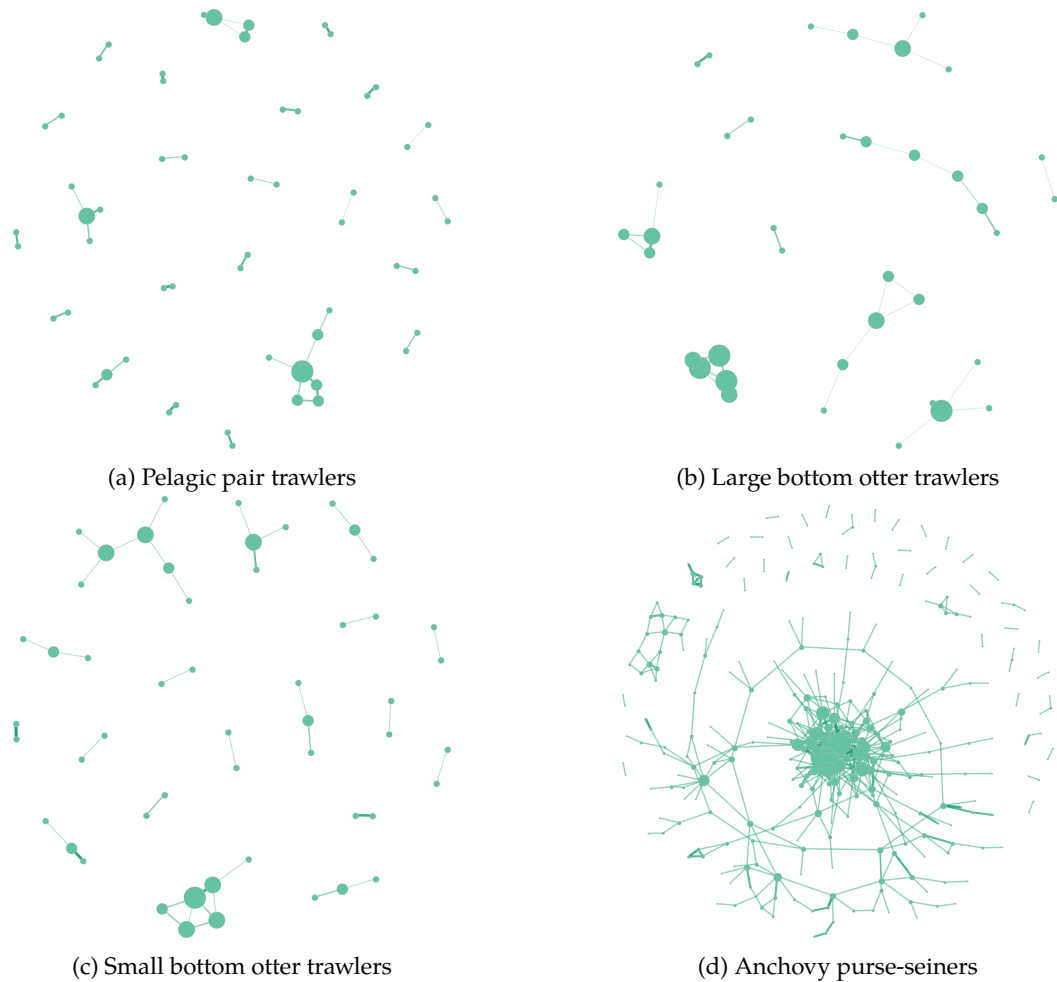 (a) Pelagic pair trawlers
(b) Large bottom otter trawlers
(c) Small bottom otter trawlers
(d) Anchovy purse-seiners